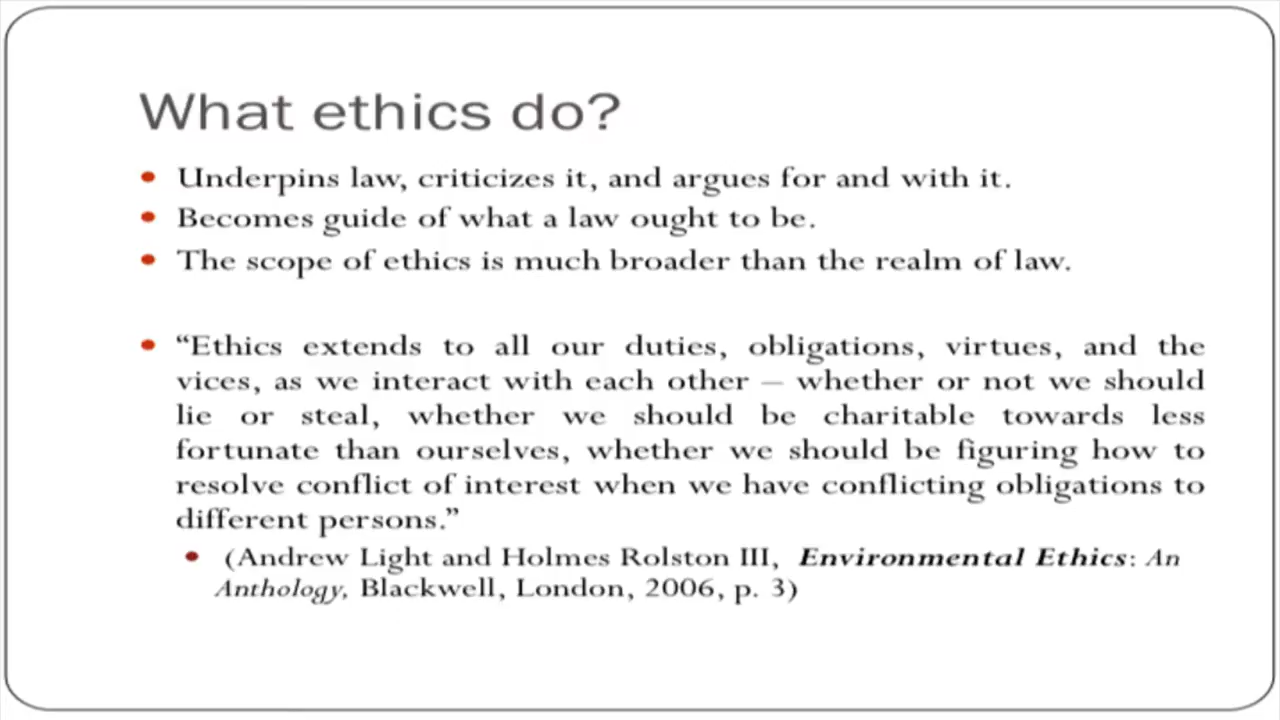 What ethics do?
• Underpins law, criticizes it, and argues for and with it.
• Becomes guide of what a law ought to be.
• The scope of ethics is much broader than the realm of law.
• “Ethics extends to all our duties, obligations, virtues, and the
vices, as we interact with each other – whether or not we should
lie or steal, whether we should be charitable towards less
fortunate than ourselves, whether we should be figuring how to
resolve conflict of interest when we have conflicting obligations to
different persons.”
• (Andrew Light and Holmes Rolston III, Environmental Ethics: An
Anthology, Blackwell, London, 2006, p. 3)